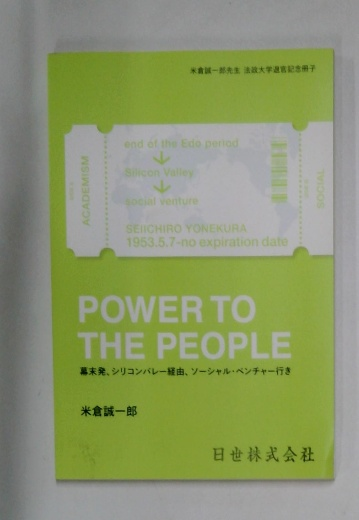 米倉誠一郎先生 法政大学退官記念冊子
end of the Edo period
Silicon Valley
social venture
ACADEMISM
SOCIAL
SEIICHIRO YONEKURA
1953.5.7-no expiration date
POWER TO
THE PEOPLE
幕末発、シリコンバレー経由、ソーシャル・ベンチャー行き
米倉誠一郎
日世株式会社